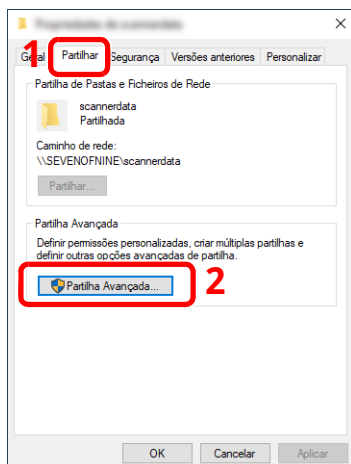 1
Geral Partilhar Segurança Versões anteriores Personalizar
Partilha de Pastas e Ficheiros de Rede
scannerdata
Partilhada
Caminho de rede:
\\SEVENOFNINE\scannerdata
Partilhar...
Partilha Avançada
Definir permissões personalizadas, criar múltiplas partilhas e
definir outras opções avançadas de partilha.
Partilha Avançada...
2
OK Cancelar Aplicar